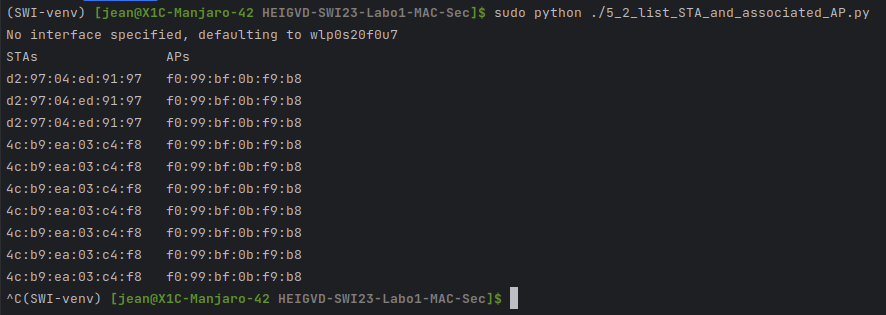 (SWI-venv) [jean@X1C-Manjaro-42 HEIGVD-SWI23-Labo1-MAC-Sec]$ sudo python ./5_2_list_STA_and_associated_AP.py
No interface specified, defaulting to wlp0s20f0u7
STAs APs
d2:97:04:ed:91:97 f0:99:bf:0b:f9:b8
d2:97:04:ed:91:97 f0:99:bf:0b:f9:b8
d2:97:04:ed:91:97 f0:99:bf:0b:f9:b8
4c:b9:ea:03:c4:f8 f0:99:bf:0b:f9:b8
4c:b9:ea:03:c4:f8 f0:99:bf:0b:f9:b8
4c:b9:ea:03:c4:f8 f0:99:bf:0b:f9:b8
4c:b9:ea:03:c4:f8 f0:99:bf:0b:f9:b8
4c:b9:ea:03:c4:f8 f0:99:bf:0b:f9:b8
4c:b9:ea:03:c4:f8 f0:99:bf:0b:f9:b8
4c:b9:ea:03:c4:f8 f0:99:bf:0b:f9:b8
^C(SWI-venv) [jean@X1C-Manjaro-42 HEIGVD-SWI23-Labo1-MAC-Sec]$